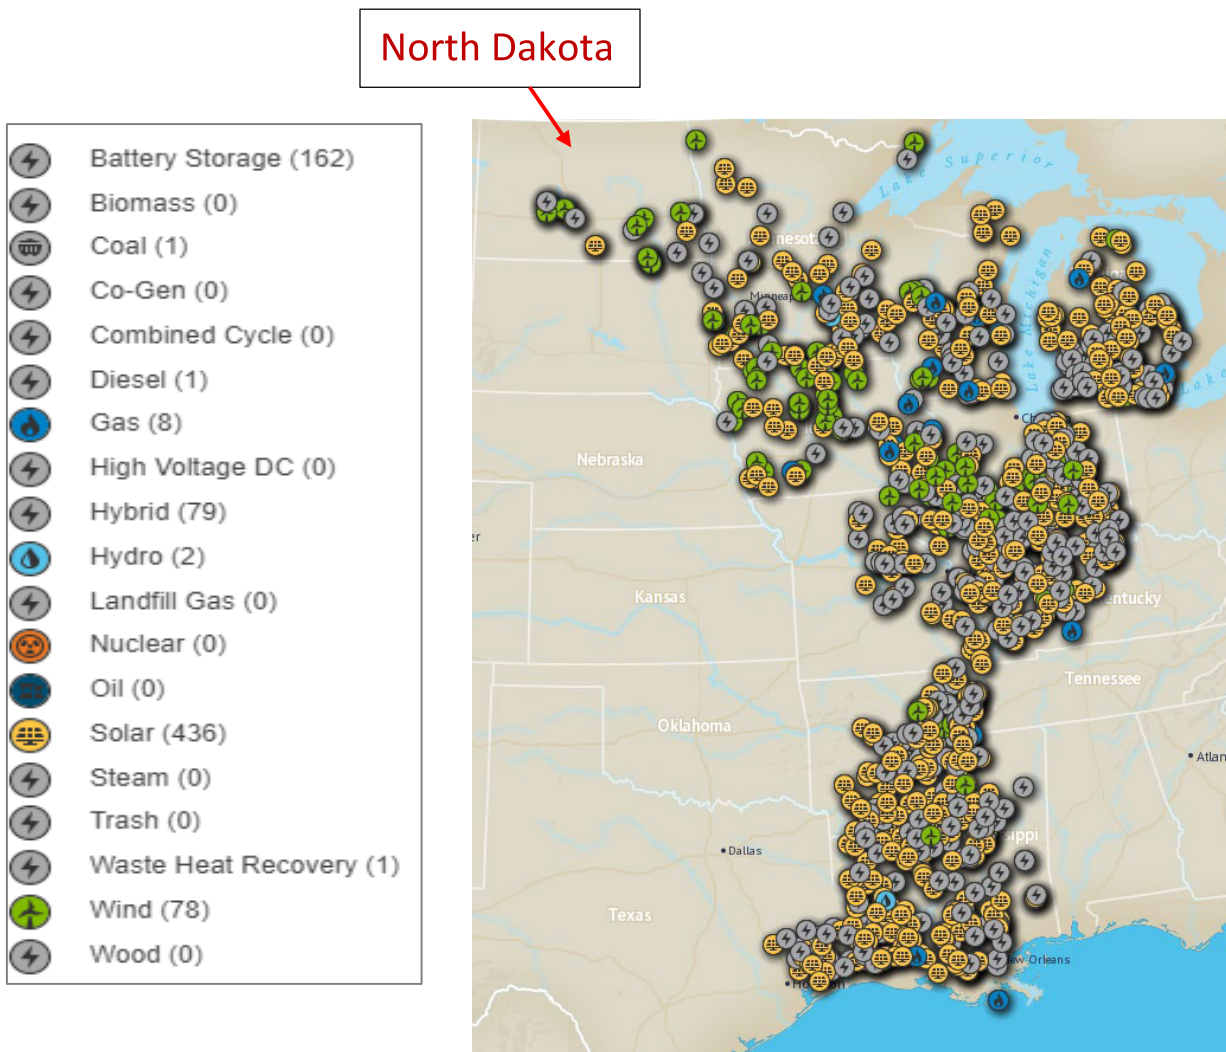 North Dakota
Battery Storage (162)
Biomass (0)
Coal (1)
Co-Gen (0)
Combined Cycle (0)
Diesel (1)
Gas (8)
High Voltage DC (0)
Hybrid (79)
Hydro (2)
Landfill Gas (0)
Nuclear (0)
Oil (0)
Solar (436)
Steam (0)
Trash (0)
Waste Heat Recovery (1)
Wind (78)
Wood (0)
Lake Superior
Lake Michigan
Nebraska
Kansas
Tennessee
Oklahoma
Atlan
Dallas
Texas